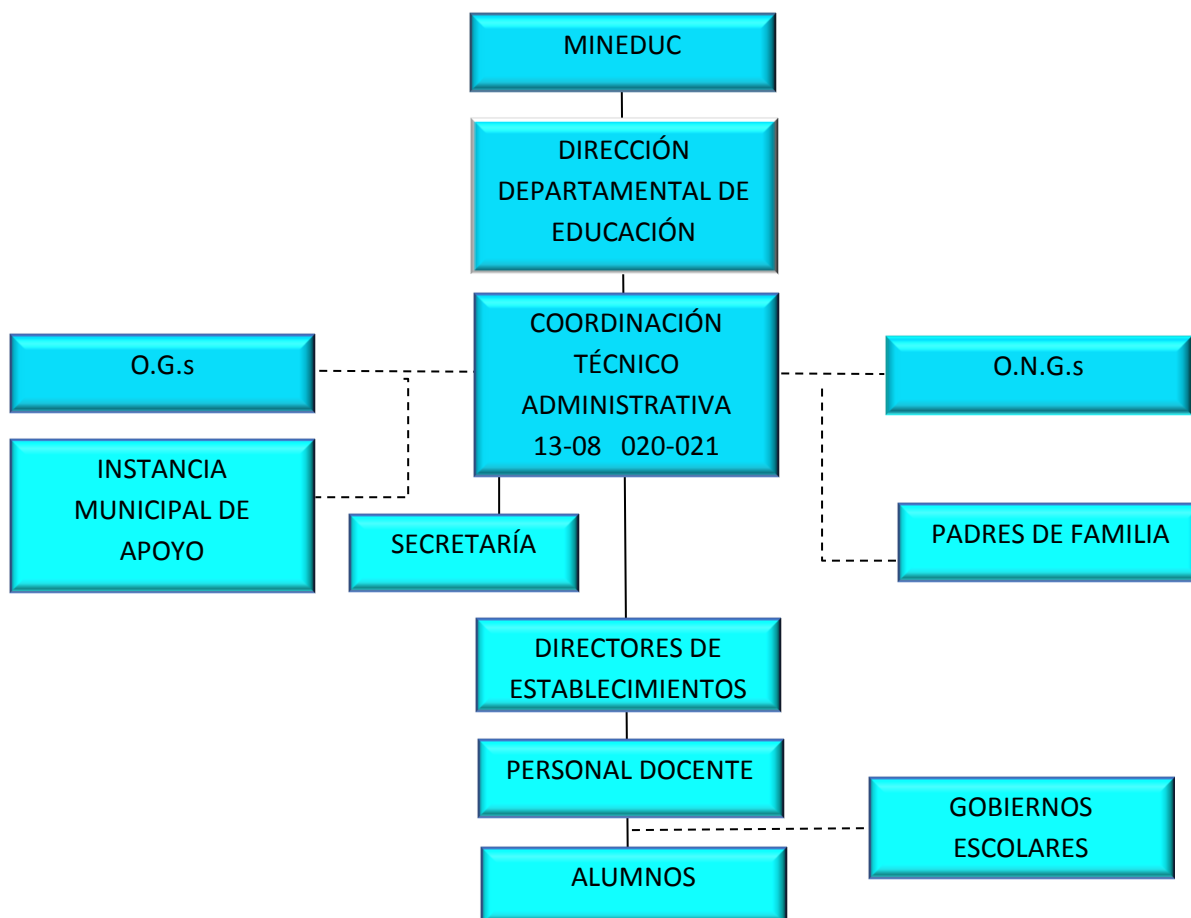 MINEDUC
DIRECCIÓN
DEPARTAMENTAL DE
EDUCACIÓN
COORDINACIÓN
TÉCNICO
ADMINISTRATIVA
13-08 020-021
O.G.s
O.N.G.s
INSTANCIA
MUNICIPAL DE
APOYO
SECRETARÍA
PADRES DE FAMILIA
DIRECTORES DE
ESTABLECIMIENTOS
PERSONAL DOCENTE
GOBIERNOS
ESCOLARES
ALUMNOS